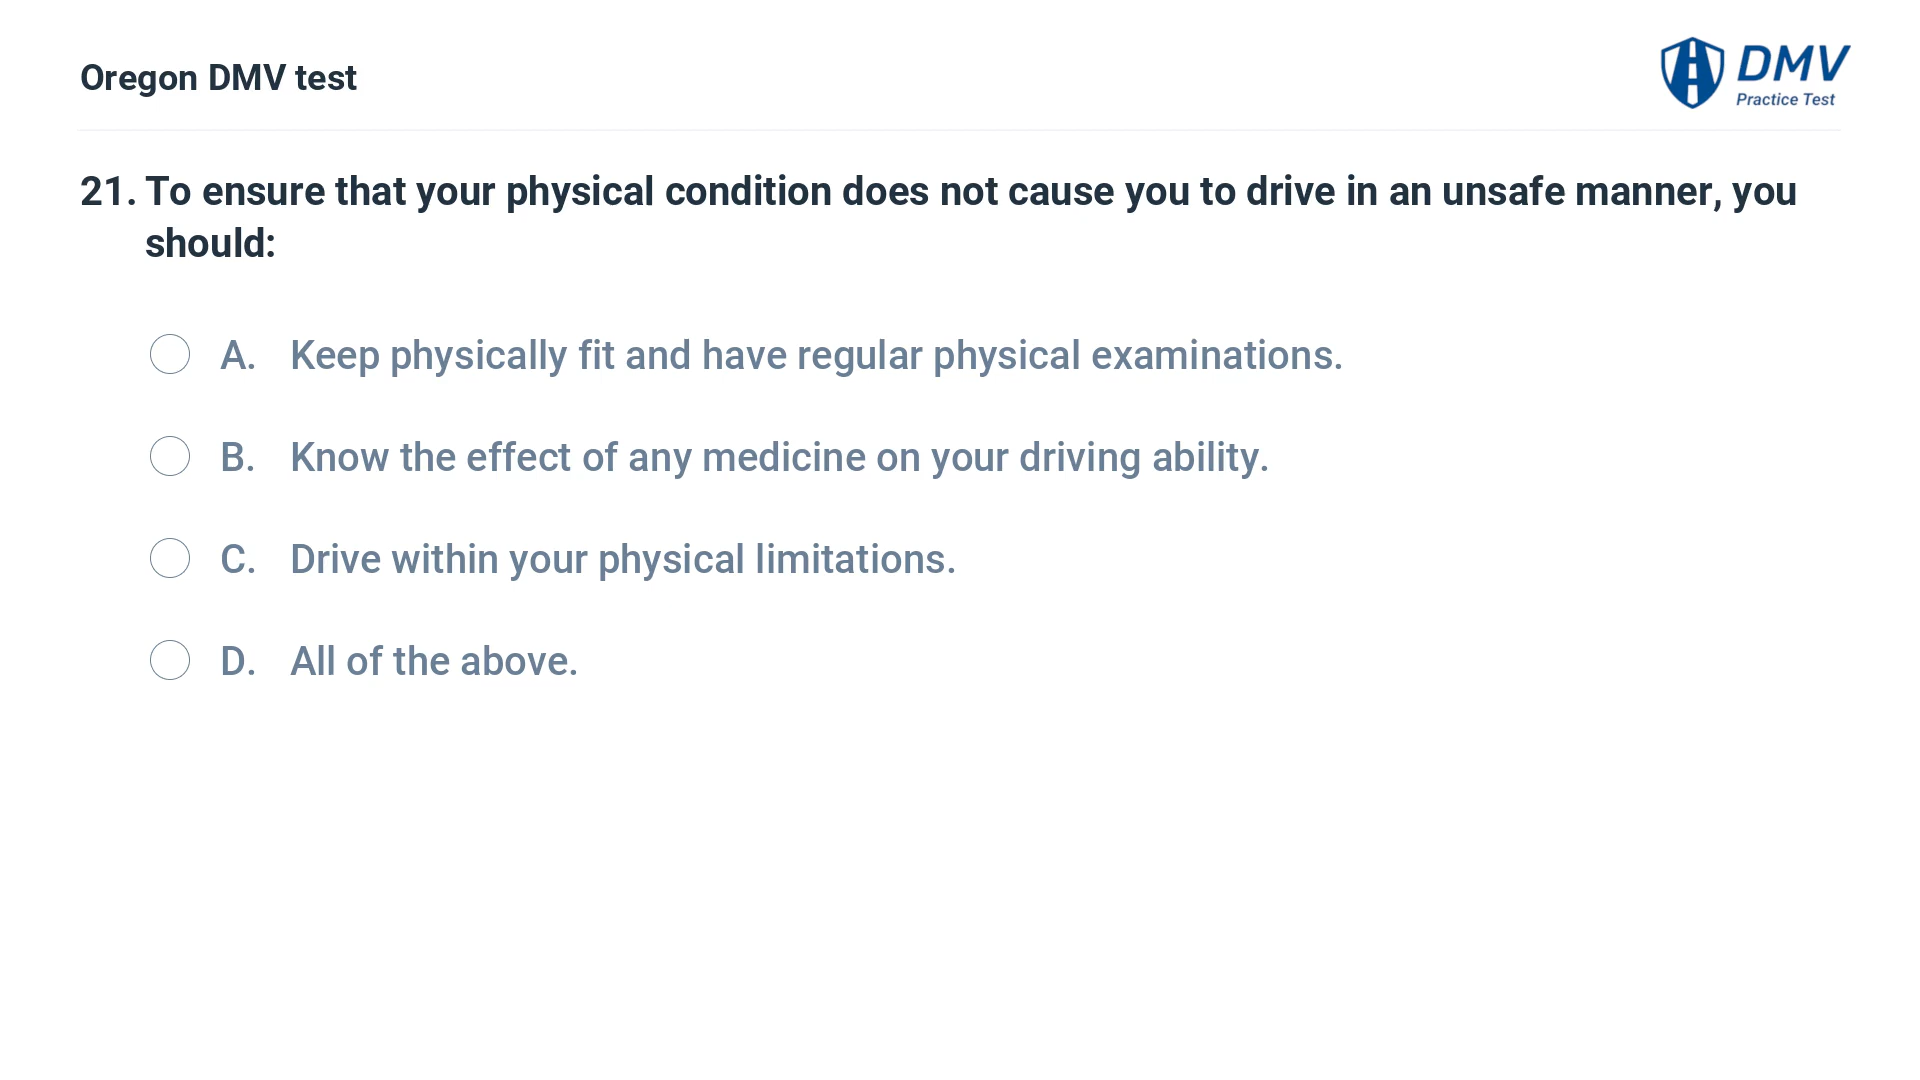 Oregon DMV test
DMV
Practice Test
21. To ensure that your physical condition does not cause you to drive in an unsafe manner, you
should:
A. Keep physically fit and have regular physical examinations.
B. Know the effect of any medicine on your driving ability.
C. Drive within your physical limitations.
D. All of the above.